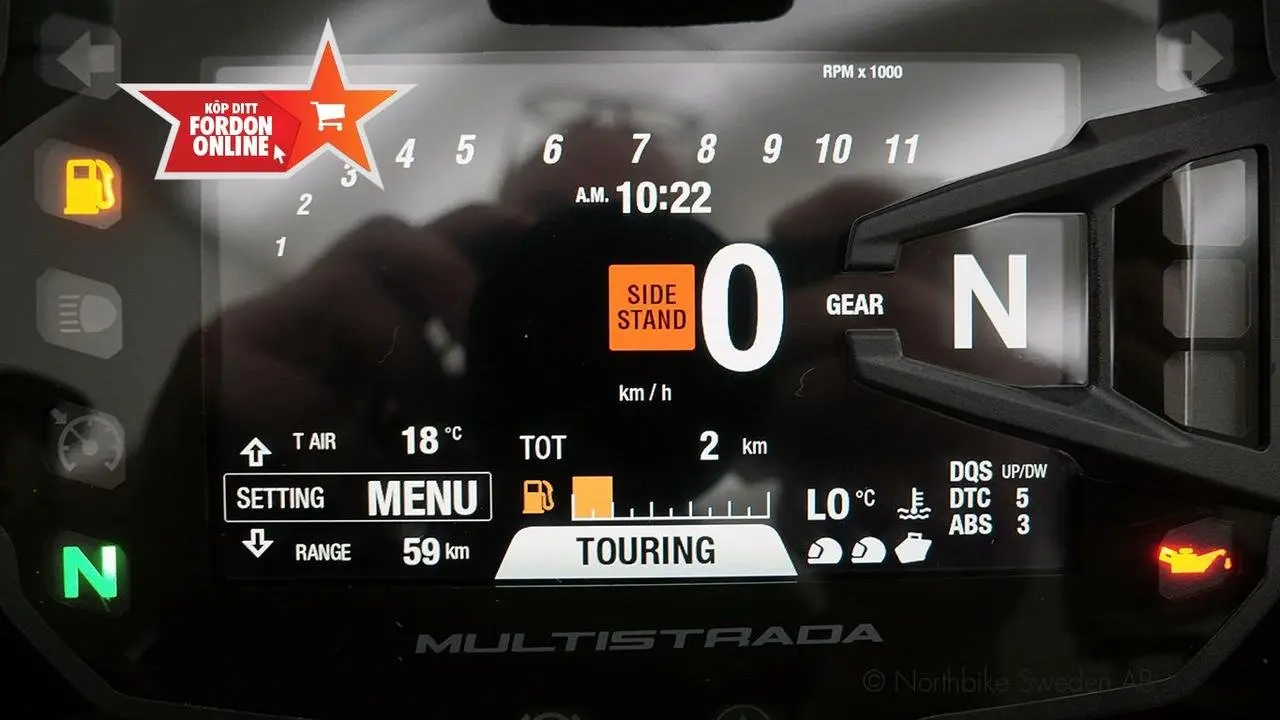 KÖP DITT
FORDON
ONLINE
RPM x 1000
1 2 3 4 5 6 7 8 9 10 11
A.M. 10:22
SIDE
STAND
0
km / h
GEAR
N
T AIR 18 °C
SETTING MENU
RANGE 59 km
TOT 2 km
TOURING
LO °C
DQS UP/DW
DTC 5
ABS 3
N
MULTISTRADA
© Northbike Sweden AB